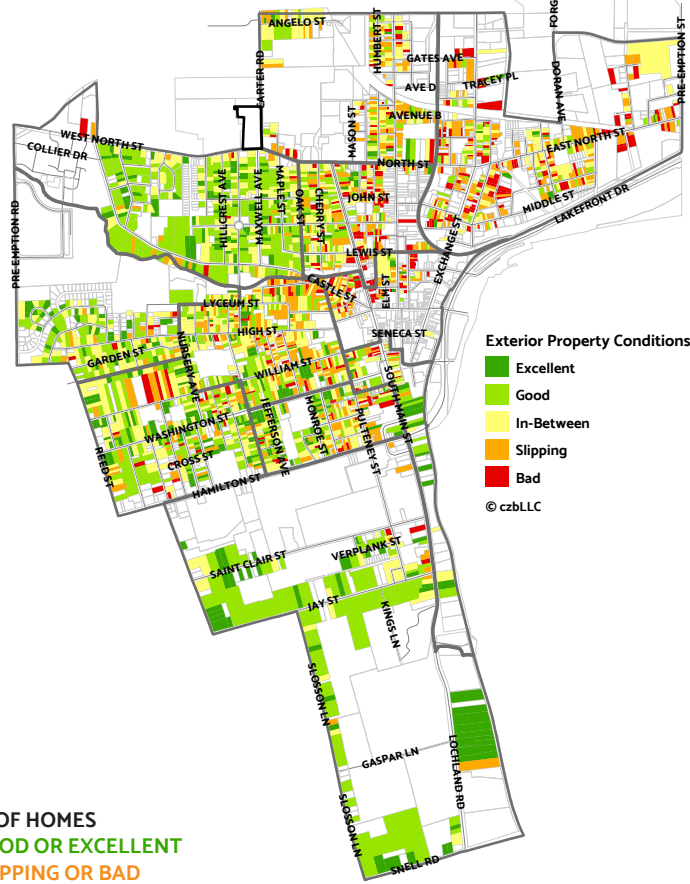 ANGELO ST
HUMBERT ST
FORG
PRE-EMPTION ST
CARTER RD
GATES AVE
AVE D
TRACEY PL
DORAN AVE
MASON ST
AVENUE B
WEST NORTH ST
COLLIER DR
EAST NORTH ST
NORTH ST
HILLCREST AVE
MAXWELL AVE
MAPLE ST
OAK ST
CHERRY ST
JOHN ST
MIDDLE ST
LAKEFRONT DR
PRE-EMPTION RD
LEWIS ST
EXCHANGE ST
CASTLE ST
ELM ST
LYCEUM ST
HIGH ST
SENECA ST
GARDEN ST
NURSERY AVE
WILLIAM ST
SOUTH MAIN ST
Exterior Property Conditions
Excellent
Good
In-Between
Slipping
Bad
© czbLLC
JEFFERSON AVE
MONROE ST
PULTENEY ST
WASHINGTON ST
REED ST
CROSS ST
HAMILTON ST
SAINT CLAIR ST
VERPLANK ST
JAY ST
KINGS LN
SLOSSON LN
GASPAR LN
LOCHLAND RD
SLOSSON LN
SNELL RD
OF HOMES
OD OR EXCELLENT
PPING OR BAD